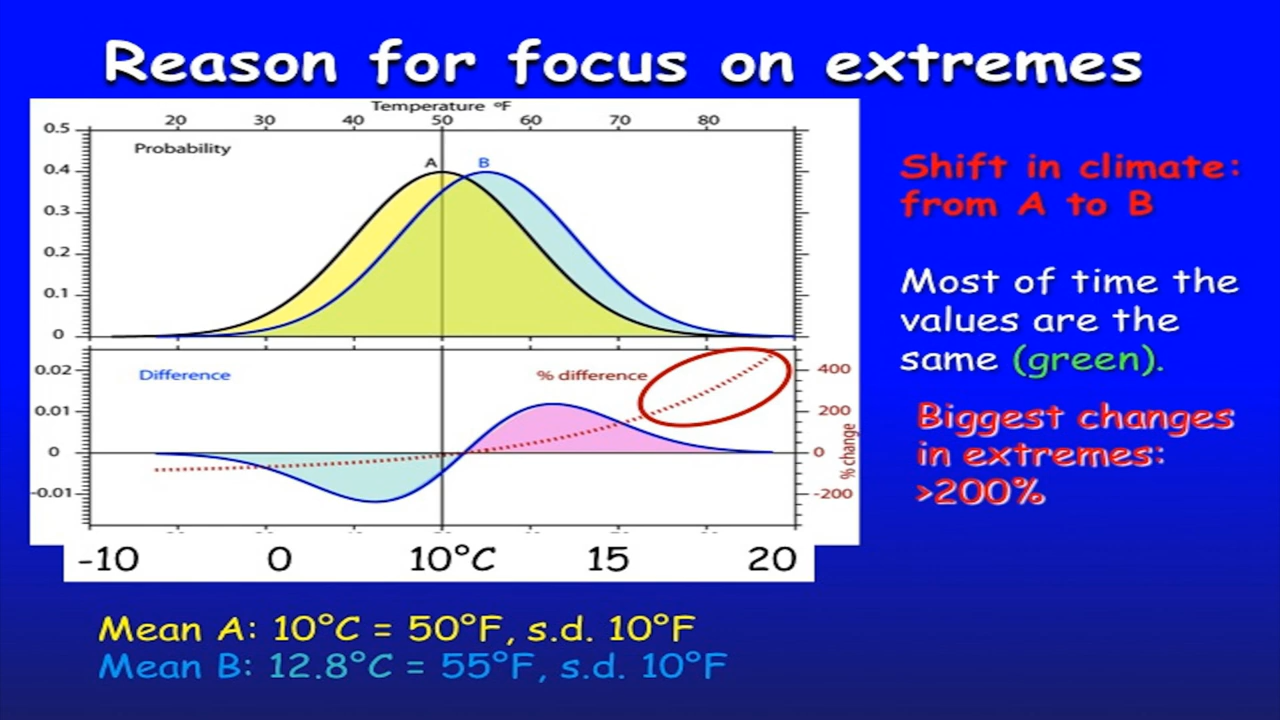 Reason for focus on extremes
Temperature ºF
20 30 40 50 60 70 80
0.5
Probability
A B
0.4
0.3
0.2
0.1
0
0.02
Difference
% difference
400
0.01
200
0
0
-0.01
-200
% change
-10 0 10°C 15 20
Shift in climate:
from A to B
Most of time the
values are the
same (green).
Biggest changes
in extremes:
>200%
Mean A: 10°C = 50°F, s.d. 10°F
Mean B: 12.8°C = 55°F, s.d. 10°F